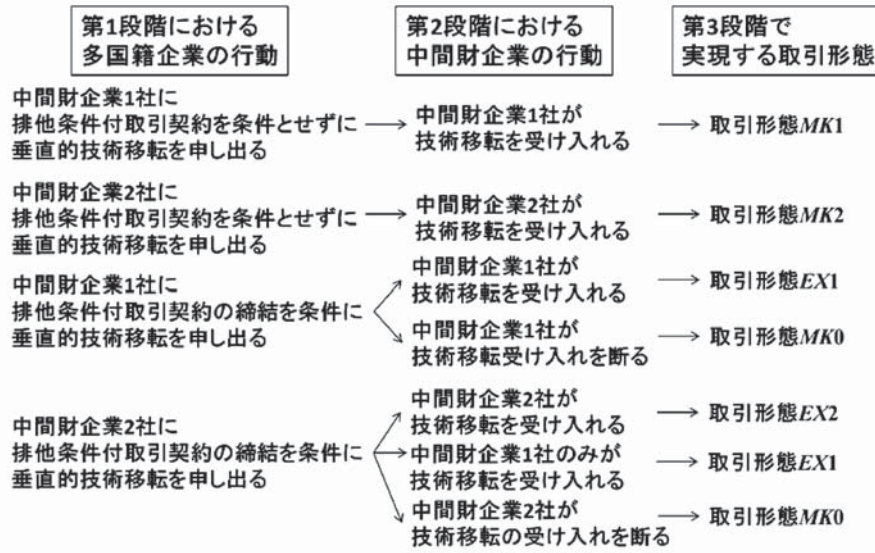 第1段階における
多国籍企業の行動
第2段階における
中間財企業の行動
第3段階で
実現する取引形態
中間財企業1社に
排他条件付取引契約を条件とせずに
垂直的技術移転を申し出る
中間財企業1社が
技術移転を受け入れる
取引形態MK1
中間財企業2社に
排他条件付取引契約を条件とせずに
垂直的技術移転を申し出る
中間財企業2社が
技術移転を受け入れる
取引形態MK2
中間財企業1社に
排他条件付取引契約の締結を条件に
垂直的技術移転を申し出る
中間財企業1社が
技術移転を受け入れる
取引形態EX1
中間財企業1社が
技術移転受け入れを断る
取引形態MK0
中間財企業2社に
排他条件付取引契約の締結を条件に
垂直的技術移転を申し出る
中間財企業2社が
技術移転を受け入れる
取引形態EX2
中間財企業1社のみが
技術移転を受け入れる
取引形態EX1
中間財企業2社が
技術移転の受け入れを断る
取引形態MK0